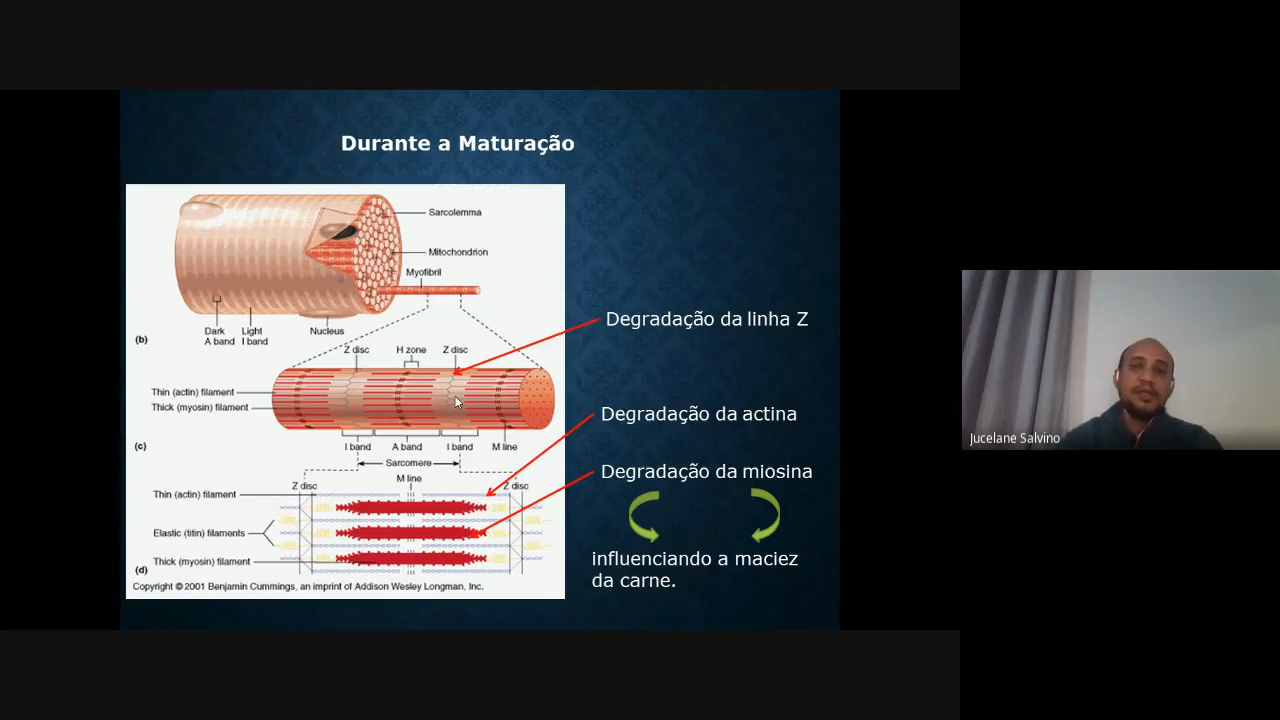 Durante a Maturação
Sarcolemma
Mitochondrion
Myofibril
Dark
A band
Light
I band
Nucleus
(b)
Z disc
H zone
Z disc
Thin (actin) filament
Thick (myosin) filament
(c)
I band
A band
I band
M line
Sarcomere
M line
Z disc
Z disc
Thin (actin) filament
Elastic (titin) filaments
Thick (myosin) filament
(d)
Copyright © 2001 Benjamin Cummings, an imprint of Addison Wesley Longman, Inc.
Degradação da linha Z
Degradação da actina
Degradação da miosina
influenciando a maciez
da carne.
Jucelane Salvino